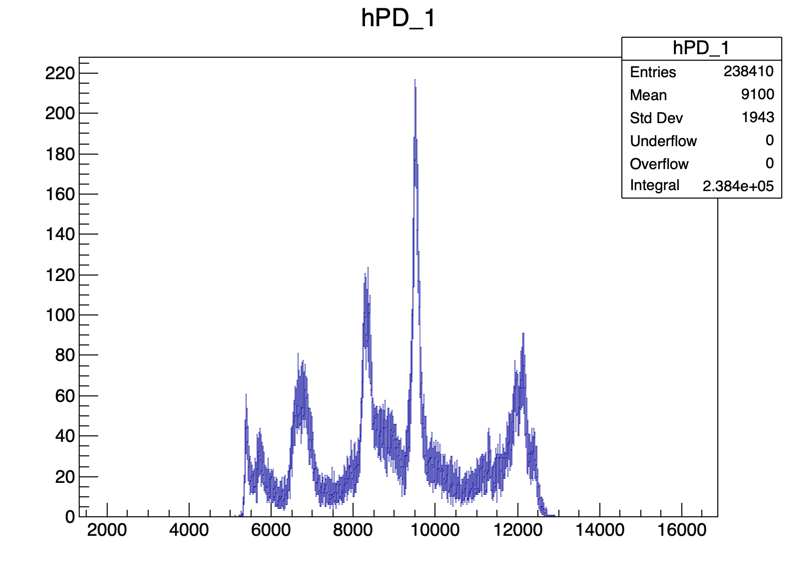 hPD_1
hPD_1
Entries 238410
Mean 9100
Std Dev 1943
Underflow 0
Overflow 0
Integral 2.384e+05
220
200
180
160
140
120
100
80
60
40
20
0
2000 4000 6000 8000 10000 12000 14000 16000